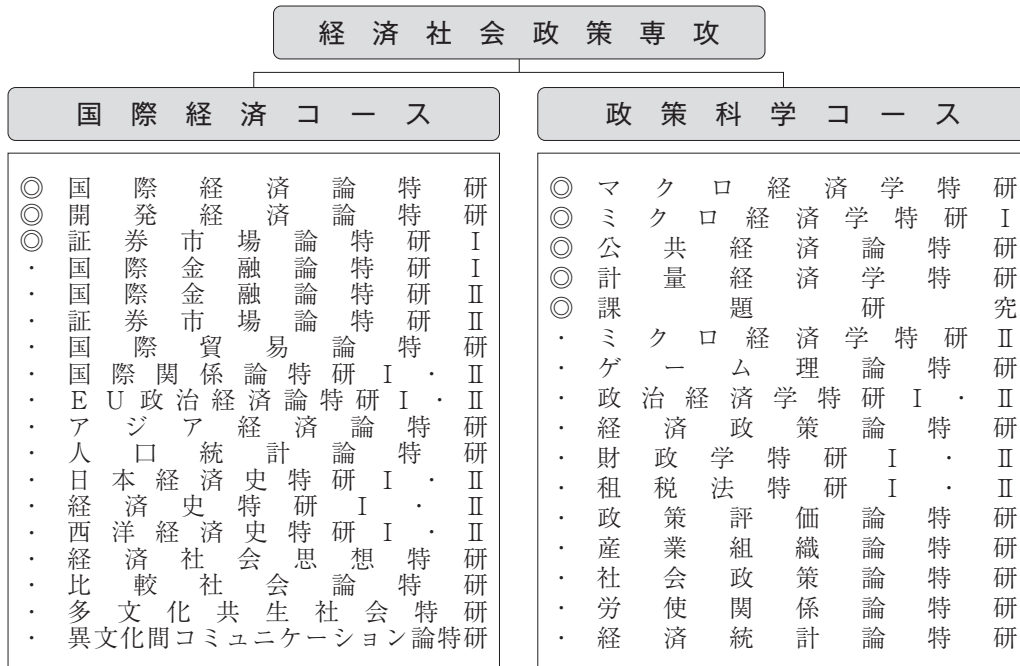 経済社会政策専攻
国際経済コース
◎ 国際経済論特研
◎ 開発経済論特研
◎ 証券市場論特研Ⅰ
・ 国際金融論特研Ⅰ
・ 国際金融論特研Ⅱ
・ 証券市場論特研Ⅱ
・ 国際貿易論特研
・ 国際関係論特研Ⅰ・Ⅱ
・ EU政治経済論特研Ⅰ・Ⅱ
・ アジア経済論特研
・ 人口統計論特研
・ 日本経済史特研Ⅰ・Ⅱ
・ 経済史特研Ⅰ・Ⅱ
・ 西洋経済史特研Ⅰ・Ⅱ
・ 経済社会思想特研
・ 比較社会論特研
・ 多文化共生社会特研
・ 異文化間コミュニケーション論特研
政策科学コース
◎ マクロ経済学特研
◎ ミクロ経済学特研Ⅰ
◎ 公共経済論特研
◎ 計量経済学特研
◎ 課題研究
・ ミクロ経済学特研Ⅱ
・ ゲーム理論特研
・ 政治経済学特研Ⅰ・Ⅱ
・ 経済政策論特研
・ 財政学特研Ⅰ・Ⅱ
・ 租税法特研Ⅰ・Ⅱ
・ 政策評価論特研
・ 産業組織論特研
・ 社会政策論特研
・ 労使関係論特研
・ 経済統計論特研